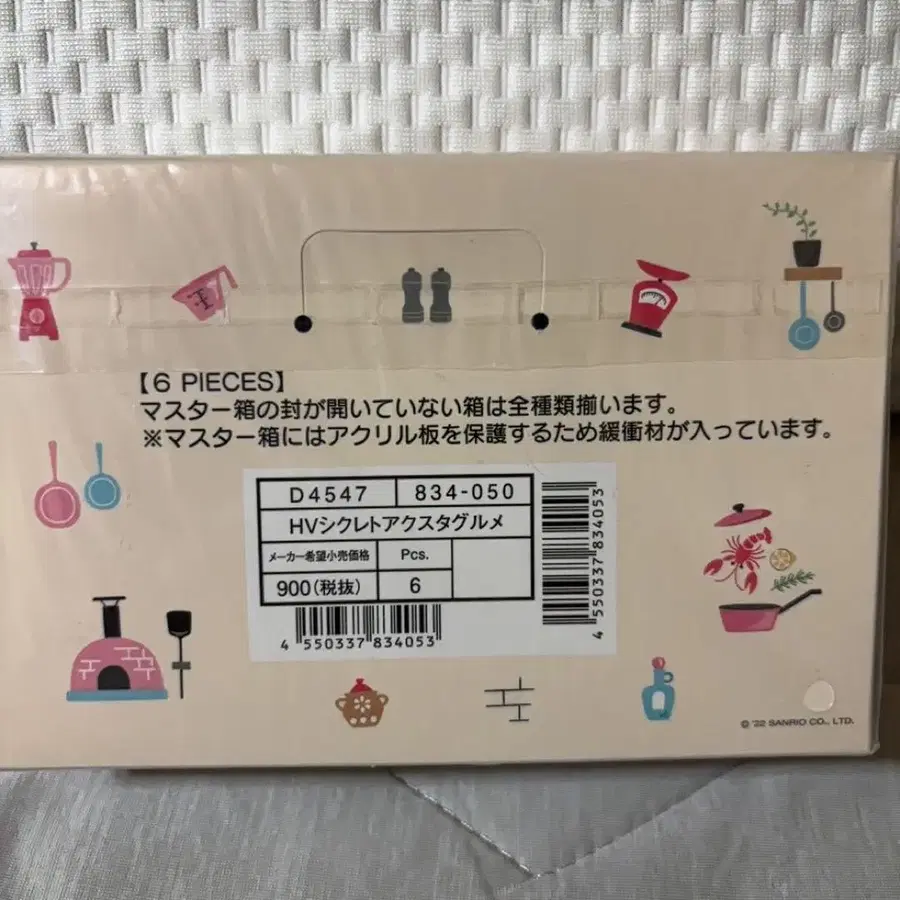 【6 PIECES】
マスター箱の封が開いていない箱は全種類揃います。
※マスター箱にはアクリル板を保護するため緩衝材が入っています。
D4547 834-050
HVシクレトアクスタグルメ
メーカー希望小売価格 Pcs.
900(税抜) 6
4 550337 834053
4 550337 834053
© '22 SANRIO CO., LTD.